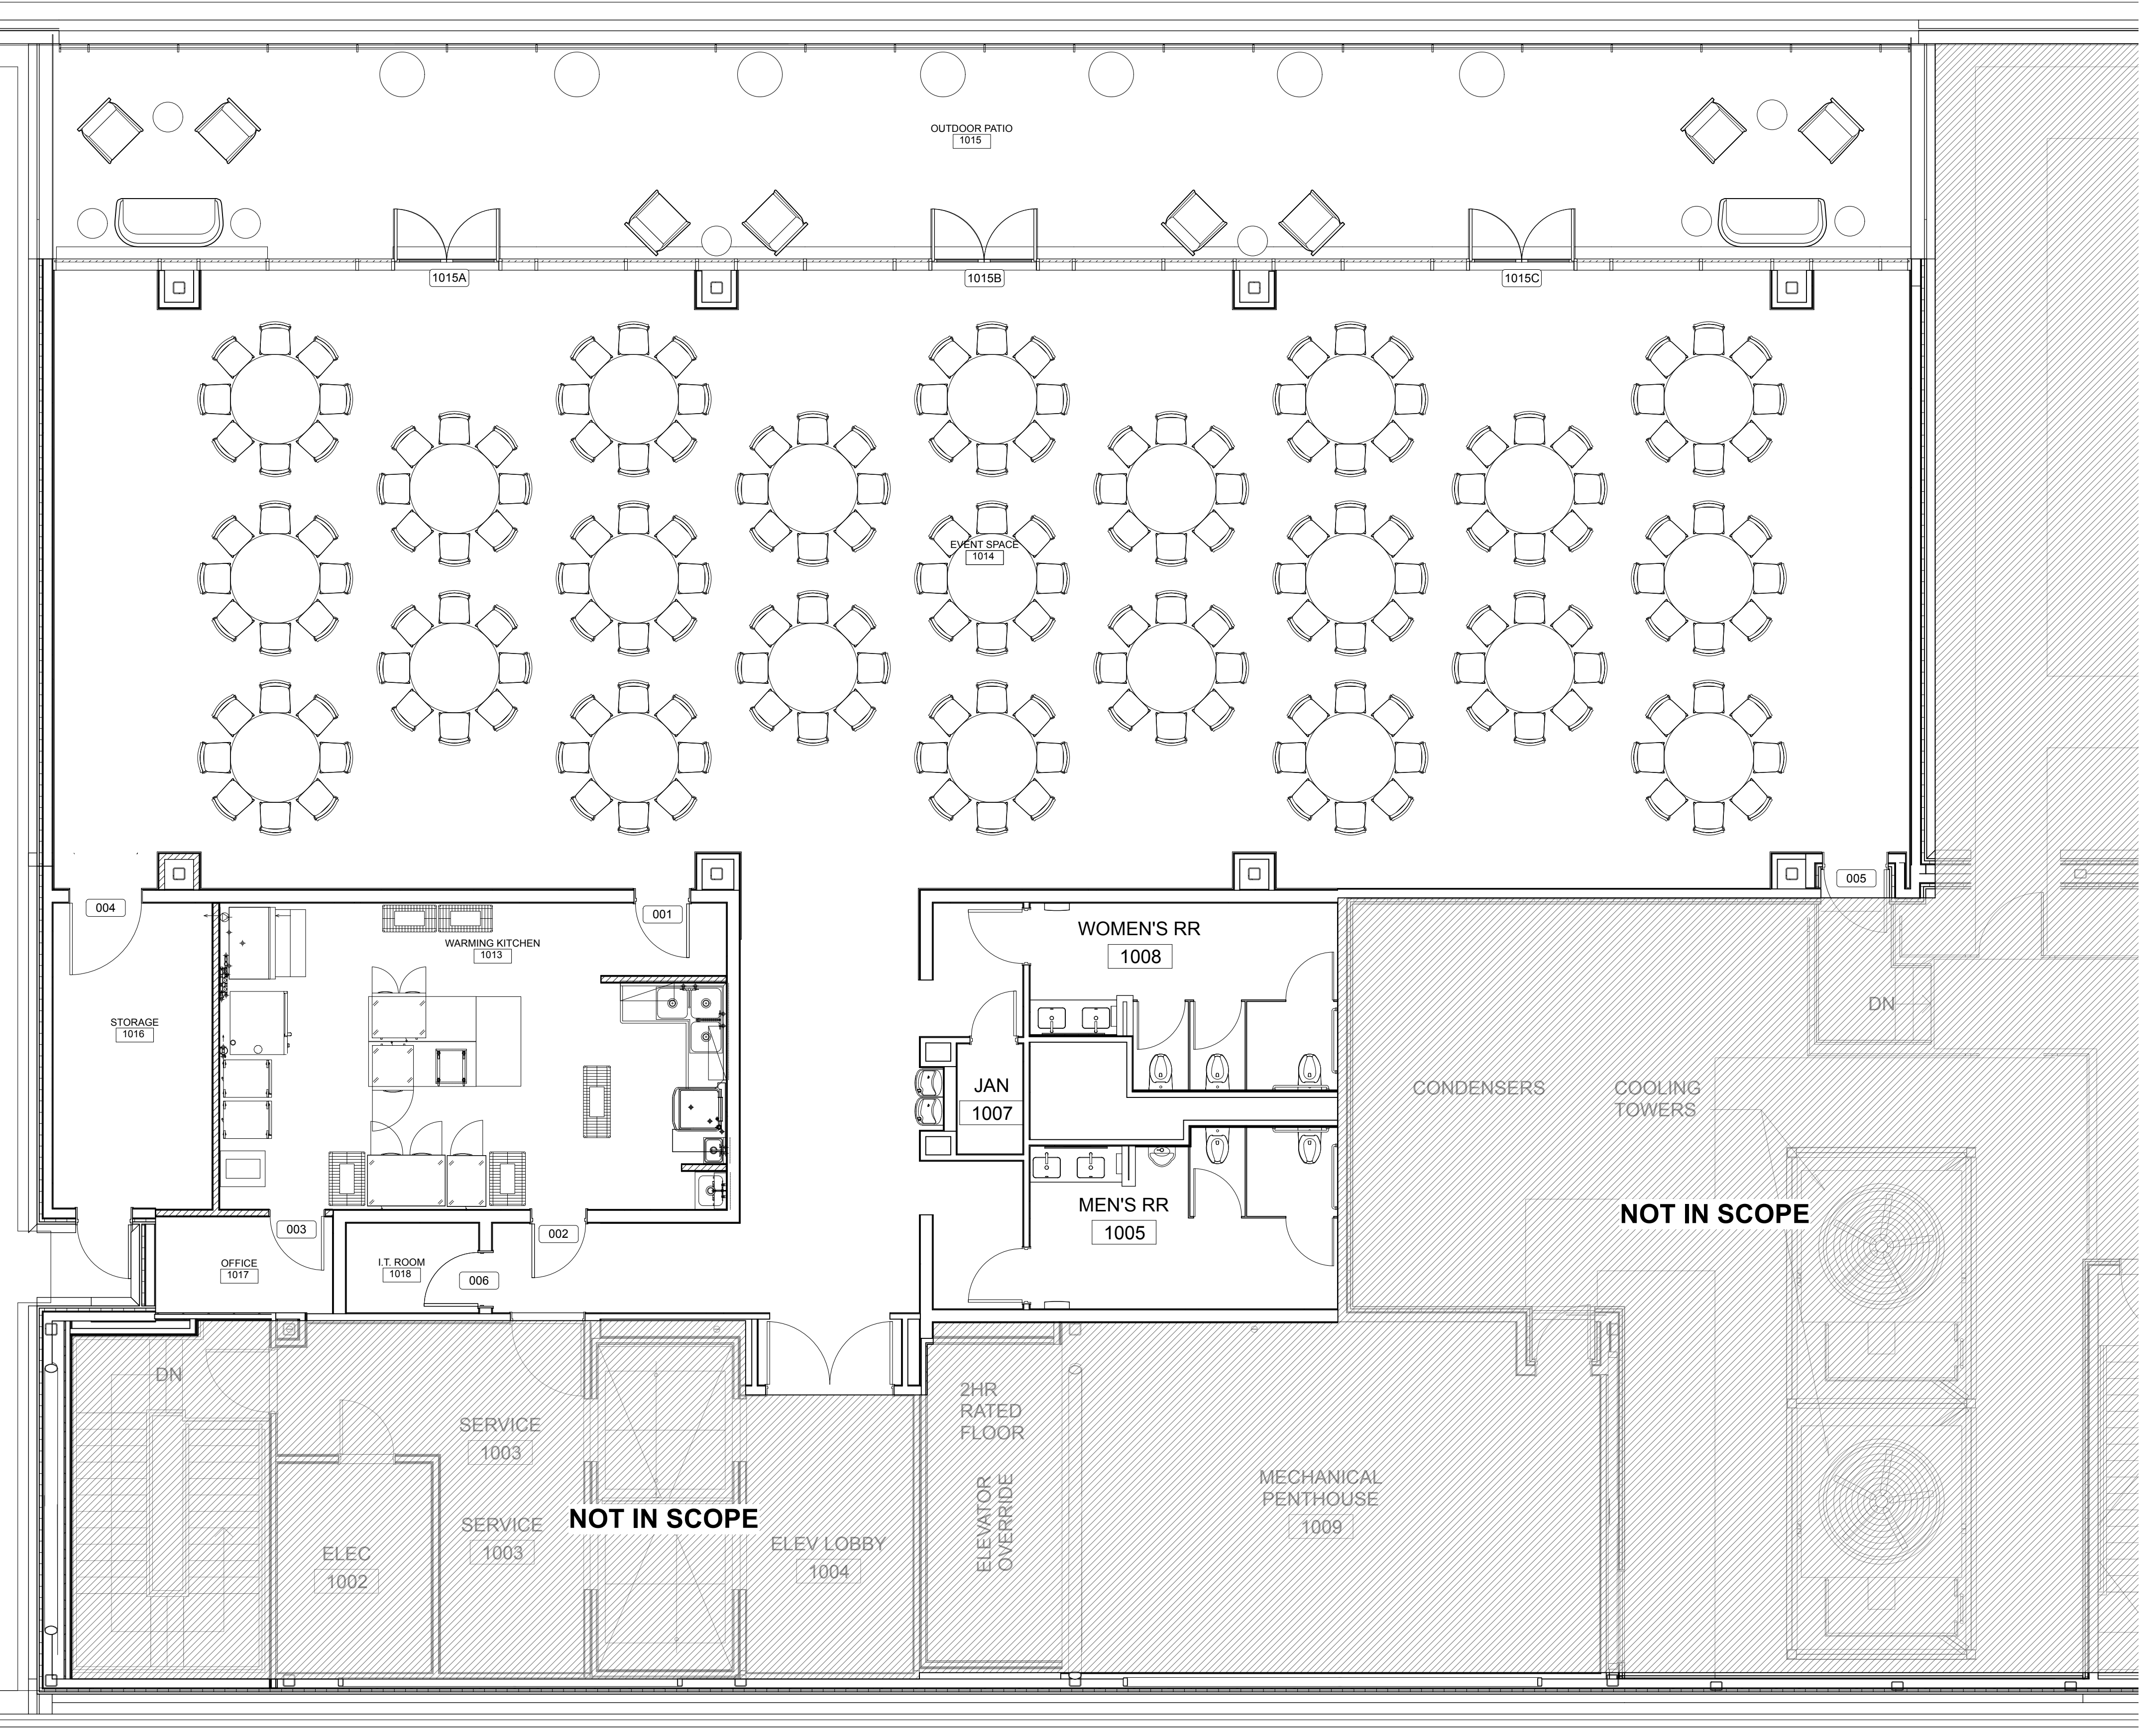 OUTDOOR PATIO
1015
1015A
1015B
1015C
EVENT SPACE
1014
004
001
005
WARMING KITCHEN
1013
WOMEN'S RR
1008
STORAGE
1016
DN
JAN
1007
CONDENSERS
COOLING
TOWERS
MEN'S RR
1005
NOT IN SCOPE
003
002
OFFICE
1017
I.T. ROOM
1018
006
DN
SERVICE
1003
2HR
RATED
FLOOR
ELEVATOR
OVERRIDE
MECHANICAL
PENTHOUSE
1009
SERVICE
1003
NOT IN SCOPE
ELEC
1002
ELEV LOBBY
1004